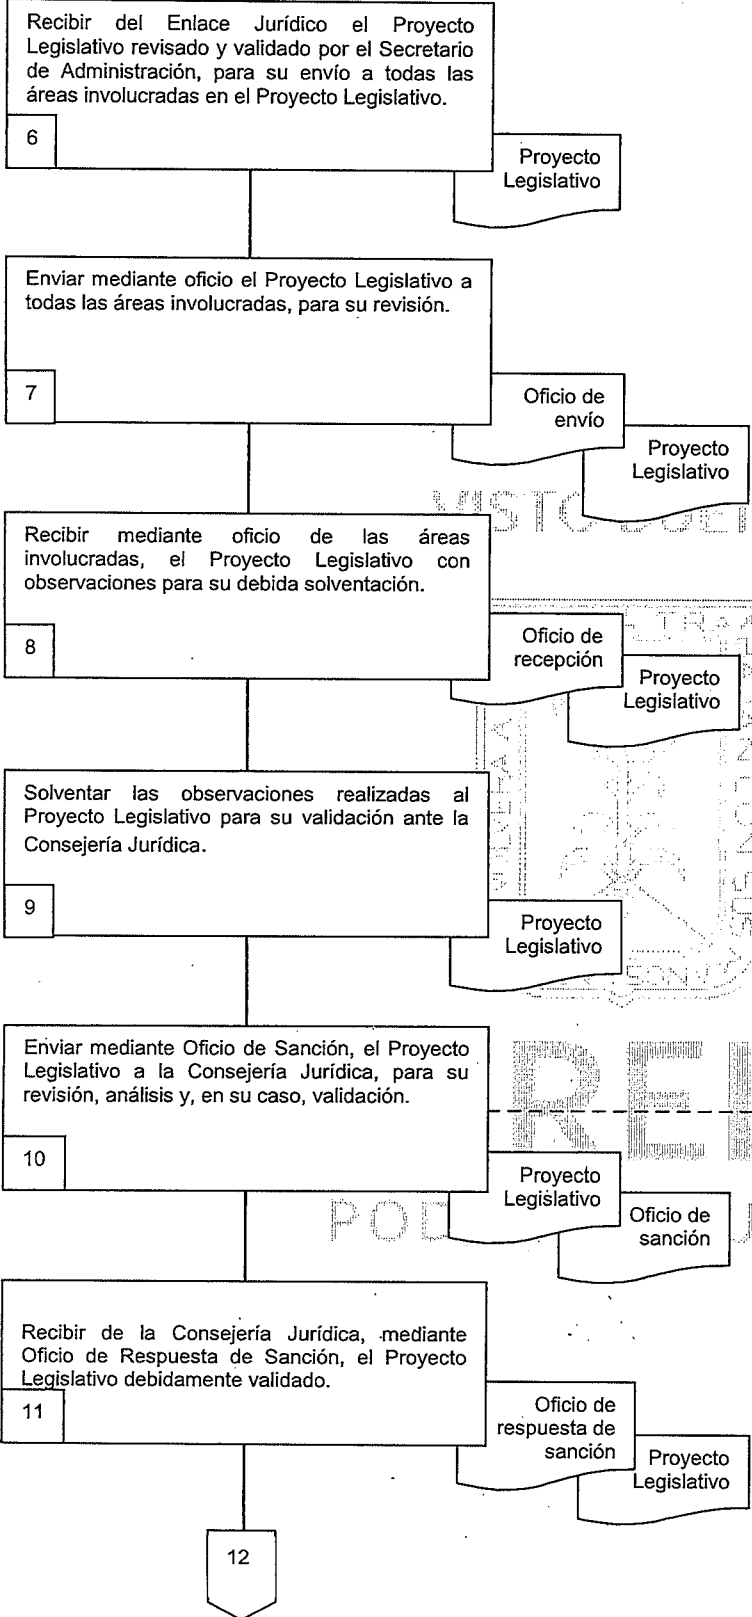 Recibir del Enlace Jurídico el Proyecto
Legislativo revisado y validado por el Secretario
de Administración, para su envío a todas las
áreas involucradas en el Proyecto Legislativo.
6
Proyecto
Legislativo
Enviar mediante oficio el Proyecto Legislativo a
todas las áreas involucradas, para su revisión.
7
Oficio de
envío
Proyecto
Legislativo
VISTO
Recibir mediante oficio de las áreas
involucradas, el Proyecto Legislativo con
observaciones para su debida solventación.
8
Oficio de
recepción
Proyecto
Legislativo
Solventar las observaciones realizadas al
Proyecto Legislativo para su validación ante la
Consejería Jurídica.
9
Proyecto
Legislativo
Enviar mediante Oficio de Sanción, el Proyecto
Legislativo a la Consejería Jurídica, para su
revisión, análisis y, en su caso, validación.
10
Proyecto
Legislativo
Oficio de
sanción
Recibir de la Consejería Jurídica, mediante
Oficio de Respuesta de Sanción, el Proyecto
Legislativo debidamente validado.
11
Oficio de
respuesta de
sanción
Proyecto
Legislativo
12